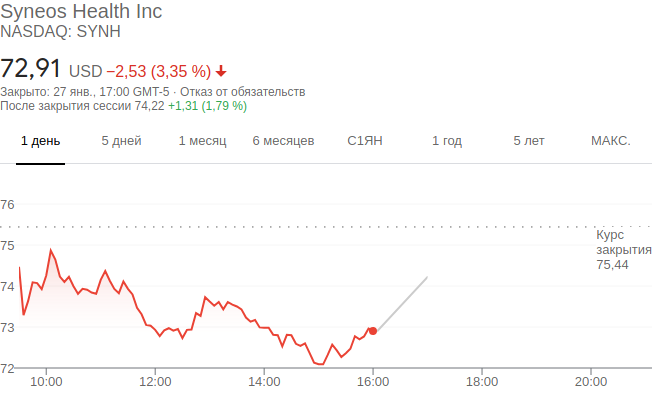 Syneos Health Inc
NASDAQ: SYNH
72,91 USD −2,53 (3,35 %)
Закрыто: 27 янв., 17:00 GMT-5 · Отказ от обязательств
После закрытия сессии 74,22 +1,31 (1,79 %)
1 день 5 дней 1 месяц 6 месяцев С1ЯН 1 год 5 лет МАКС.
76
75
74
73
72
Курс
закрытия
75,44
10:00 12:00 14:00 16:00 18:00 20:00